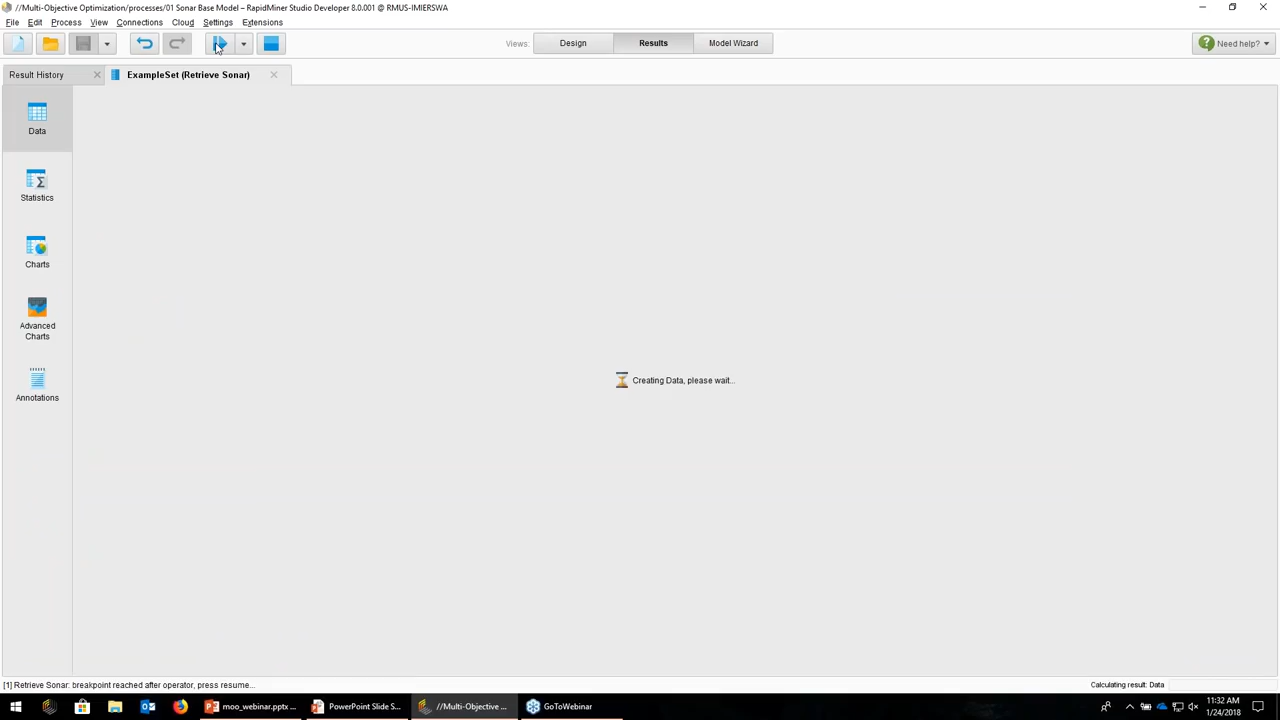 //Multi-Objective Optimization/processes/01 Sonar Base Model – RapidMiner Studio Developer 8.0.001 @ RMUS-IMIERSWA
File Edit Process View Connections Cloud Settings Extensions
Views: Design Results Model Wizard Need help?
Result History ExampleSet (Retrieve Sonar)
Data
Statistics
Charts
Advanced
Charts
Annotations
Creating Data, please wait...
[1] Retrieve Sonar: breakpoint reached after operator, press resume... Calculating result: Data
moo_webinar.pptx ... PowerPoint Slide S... //Multi-Objective ... GoToWebinar 11:32 AM
1/24/2018